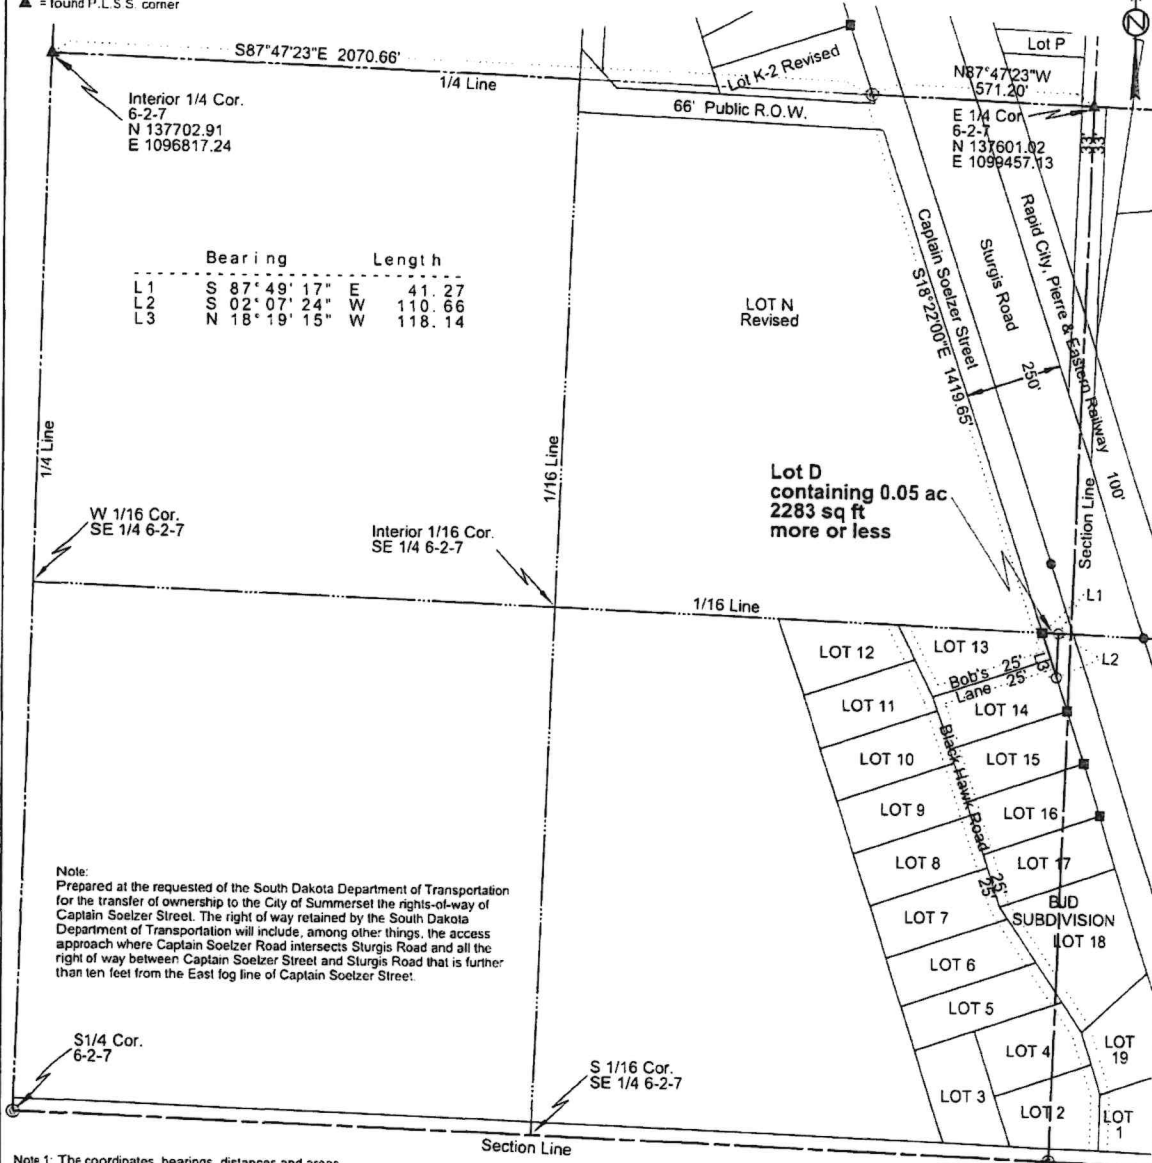 ▲ = found P.L.S.S. corner
S87°47'23"E 2070.66'
1/4 Line
Lot K-2 Revised
Lot P
N87°47'23"W
571.20'
66' Public R.O.W.
Interior 1/4 Cor.
6-2-7
N 137702.91
E 1096817.24
E 1/4 Cor
6-2-7
N 137601.02
E 1099457.13
33'
33'
N
Bearing Length
L1 S 87° 49' 17" E 41. 27
L2 S 02° 07' 24" W 110. 66
L3 N 18° 19' 15" W 118. 14
LOT N
Revised
Captain Soelzer Street
S18°22'00"E 1419.65'
Sturgis Road
Rapid City, Pierre & Eastern Railway
250'
100'
1/4 Line
1/16 Line
Section Line
Lot D
containing 0.05 ac
2283 sq ft
more or less
W 1/16 Cor.
SE 1/4 6-2-7
Interior 1/16 Cor.
SE 1/4 6-2-7
1/16 Line
L1
L2
L3
LOT 12
LOT 13
Bob's 25'
Lane 25'
LOT 11
LOT 14
LOT 10
LOT 15
Black Hawk Road
LOT 9
LOT 16
LOT 8
LOT 17
25'
25'
LOT 7
BUD
SUBDIVISION
LOT 18
LOT 6
LOT 5
LOT 4
LOT
19
LOT 3
LOT 2
LOT
1
Note:
Prepared at the requested of the South Dakota Department of Transportation
for the transfer of ownership to the City of Summerset the rights-of-way of
Captain Soelzer Street. The right of way retained by the South Dakota
Department of Transportation will include, among other things, the access
approach where Captain Soelzer Road intersects Sturgis Road and all the
right of way between Captain Soelzer Street and Sturgis Road that is further
than ten feet from the East fog line of Captain Soelzer Street.
S1/4 Cor.
6-2-7
S 1/16 Cor.
SE 1/4 6-2-7
Section Line
Note 1: The coordinates, bearings, distances and areas